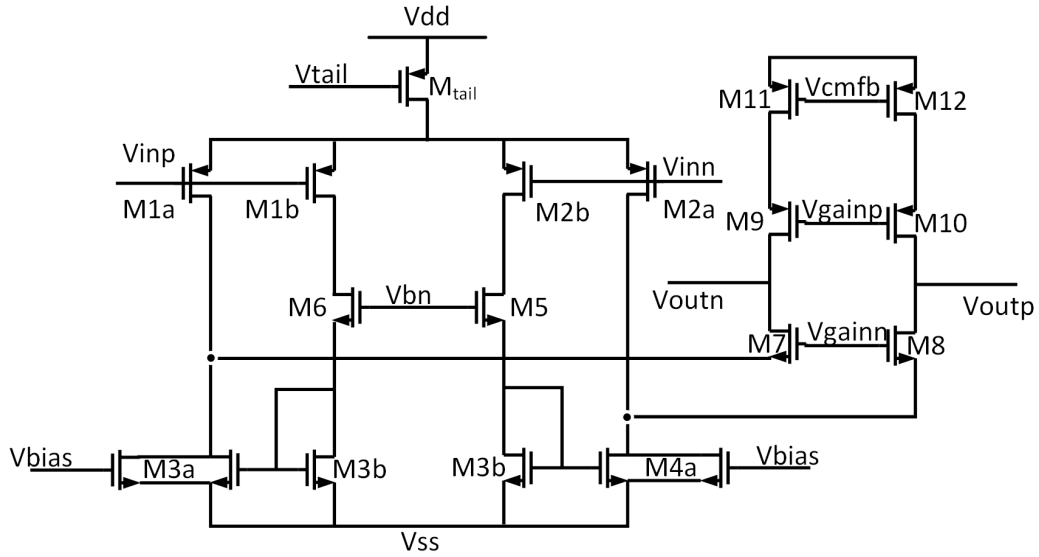 Vdd
Vtail
Mtail
M11
Vcmfb
M12
Vinp
Vinn
M1a
M1b
M2b
M2a
M9
Vgainp
M10
M6
Vbn
M5
Voutn
Voutp
M7
Vgainn
M8
Vbias
M3a
M3b
M3b
M4a
Vbias
Vss